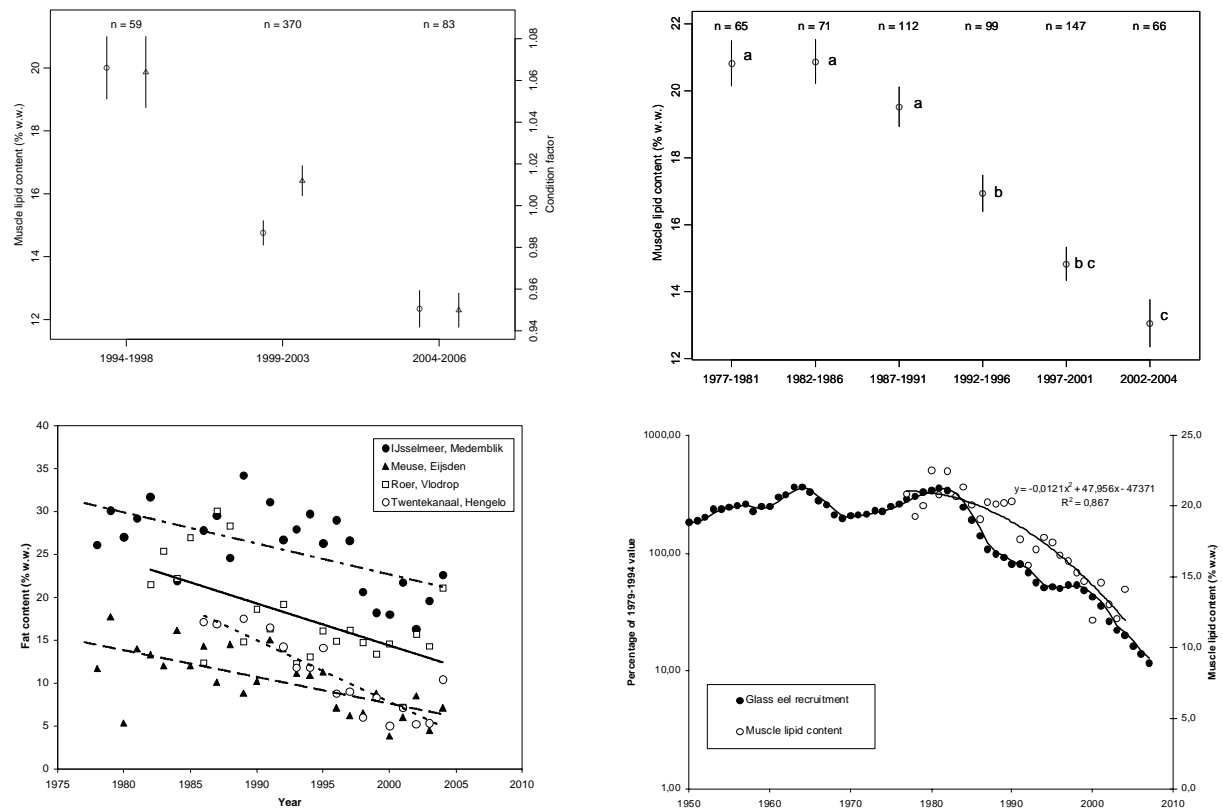 n = 59 n = 370 n = 83
Muscle lipid content (% w.w.)
20
18
16
14
12
1.08
1.06
1.04
1.02
1.00
0.98
0.96
0.94
Condition factor
1994-1998 1999-2003 2004-2006
n = 65 n = 71 n = 112 n = 99 n = 147 n = 66
Muscle lipid content (% w.w.)
22
20
18
16
14
12
a
a
a
b
b c
c
1977-1981 1982-1986 1987-1991 1992-1996 1997-2001 2002-2004
Fat content (% w.w.)
40
35
30
25
20
15
10
5
0
IJsselmeer, Medemblik
Meuse, Eijsden
Roer, Vlodrop
Twentekanaal, Hengelo
1975 1980 1985 1990 1995 2000 2005 2010
Year
Percentage of 1979-1994 value
1000,00
100,00
10,00
1,00
y= -0,0121x² + 47,956x - 47371
R² = 0,867
Glass eel recruitment
Muscle lipid content
25,0
20,0
15,0
10,0
5,0
0,0
Muscle lipid content (% w.w.)
1950 1960 1970 1980 1990 2000 2010